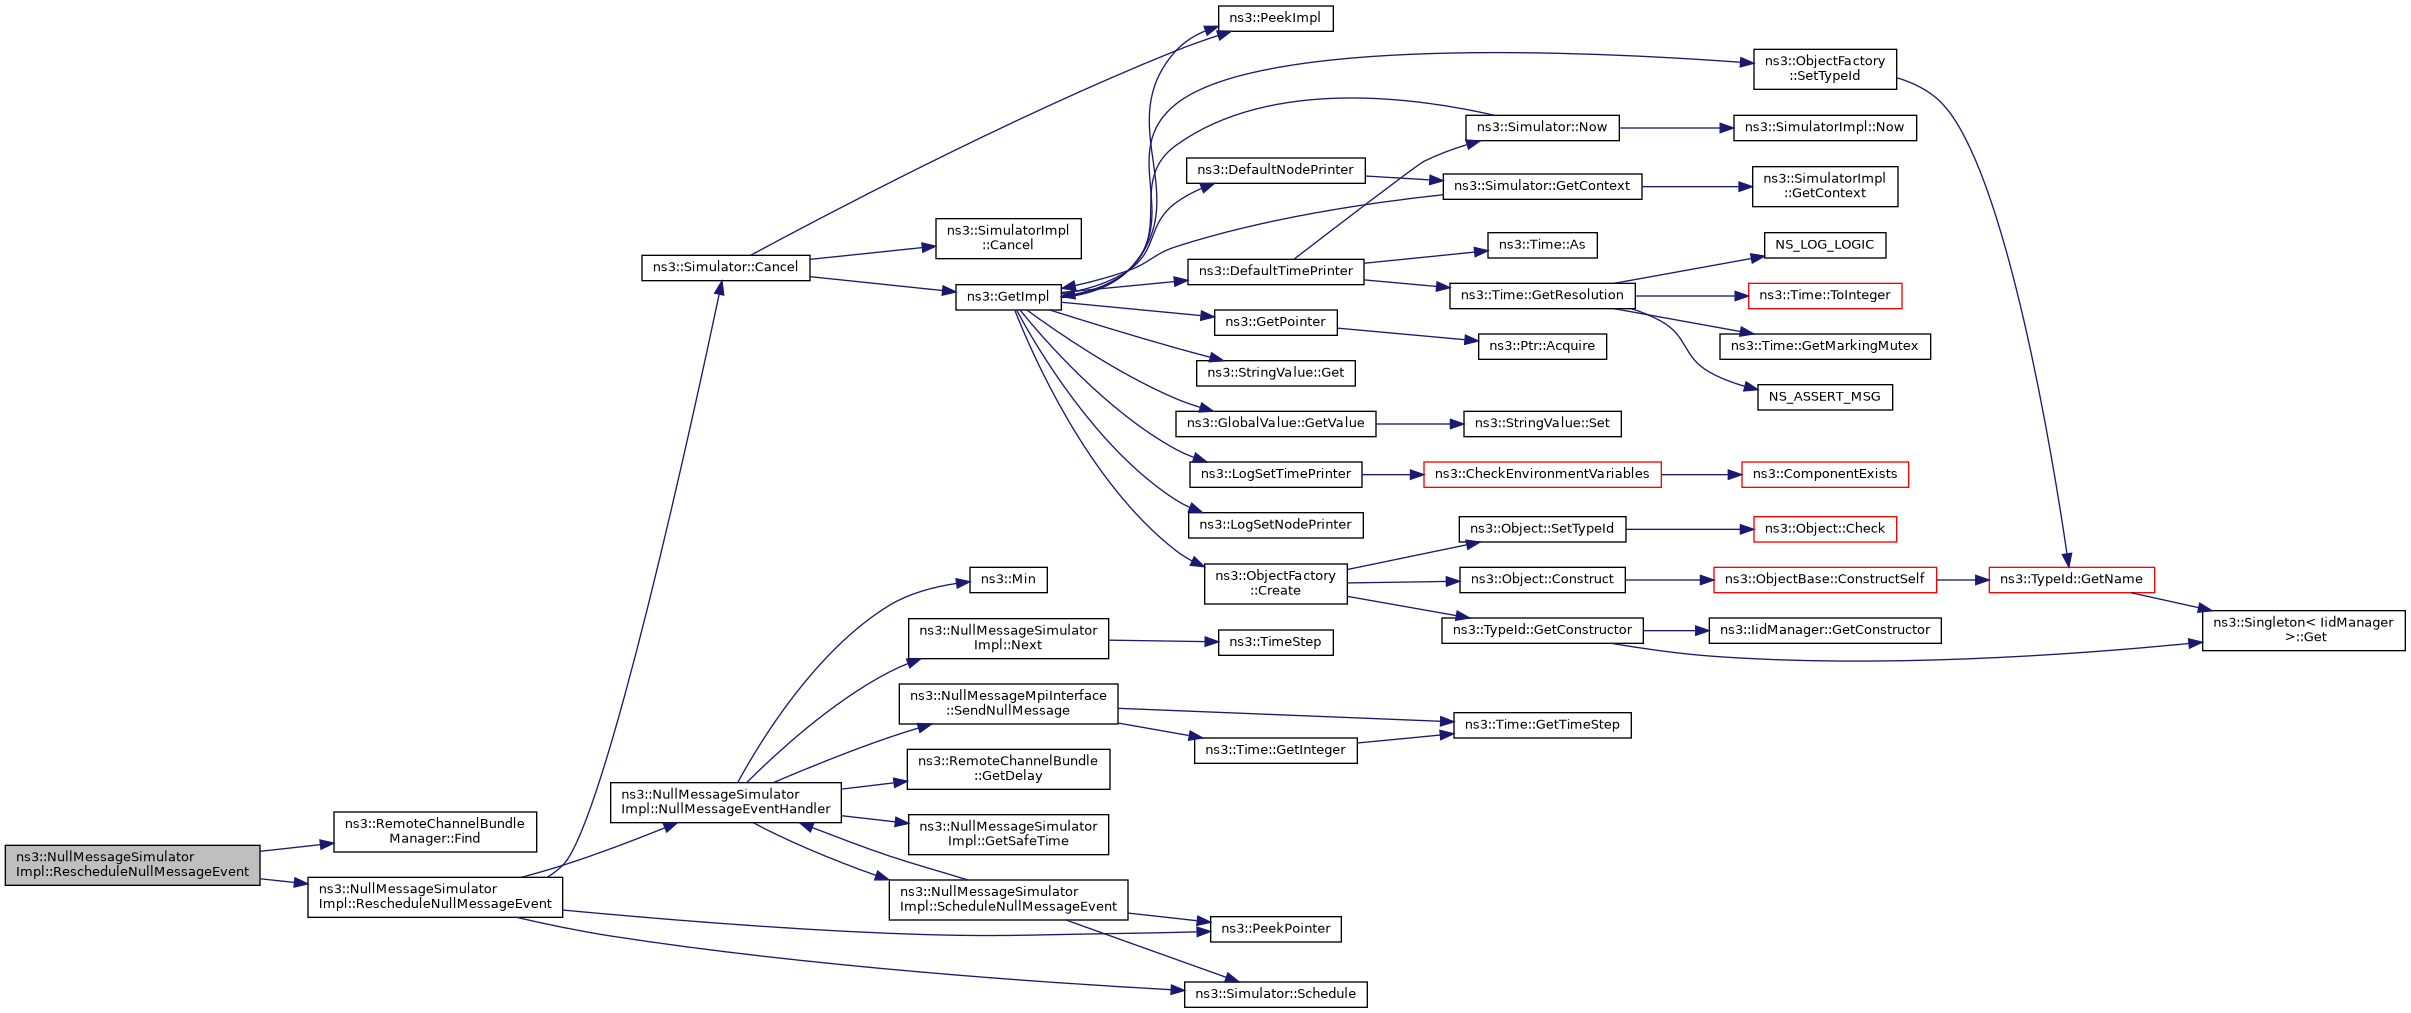 ns3::PeekImpl
ns3::ObjectFactory
::SetTypeId
ns3::Simulator::Now
ns3::SimulatorImpl::Now
ns3::DefaultNodePrinter
ns3::Simulator::GetContext
ns3::SimulatorImpl
::GetContext
ns3::SimulatorImpl
::Cancel
ns3::Time::As
NS_LOG_LOGIC
ns3::Simulator::Cancel
ns3::DefaultTimePrinter
ns3::GetImpl
ns3::Time::GetResolution
ns3::Time::ToInteger
ns3::GetPointer
ns3::Ptr::Acquire
ns3::Time::GetMarkingMutex
ns3::StringValue::Get
NS_ASSERT_MSG
ns3::GlobalValue::GetValue
ns3::StringValue::Set
ns3::LogSetTimePrinter
ns3::CheckEnvironmentVariables
ns3::ComponentExists
ns3::LogSetNodePrinter
ns3::Object::SetTypeId
ns3::Object::Check
ns3::Min
ns3::ObjectFactory
::Create
ns3::Object::Construct
ns3::ObjectBase::ConstructSelf
ns3::TypeId::GetName
ns3::NullMessageSimulator
Impl::Next
ns3::TimeStep
ns3::TypeId::GetConstructor
ns3::IidManager::GetConstructor
ns3::Singleton< IidManager
>::Get
ns3::NullMessageMpiInterface
::SendNullMessage
ns3::Time::GetTimeStep
ns3::Time::GetInteger
ns3::RemoteChannelBundle
::GetDelay
ns3::NullMessageSimulator
Impl::NullMessageEventHandler
ns3::RemoteChannelBundle
Manager::Find
ns3::NullMessageSimulator
Impl::GetSafeTime
ns3::NullMessageSimulator
Impl::RescheduleNullMessageEvent
ns3::NullMessageSimulator
Impl::RescheduleNullMessageEvent
ns3::NullMessageSimulator
Impl::ScheduleNullMessageEvent
ns3::PeekPointer
ns3::Simulator::Schedule